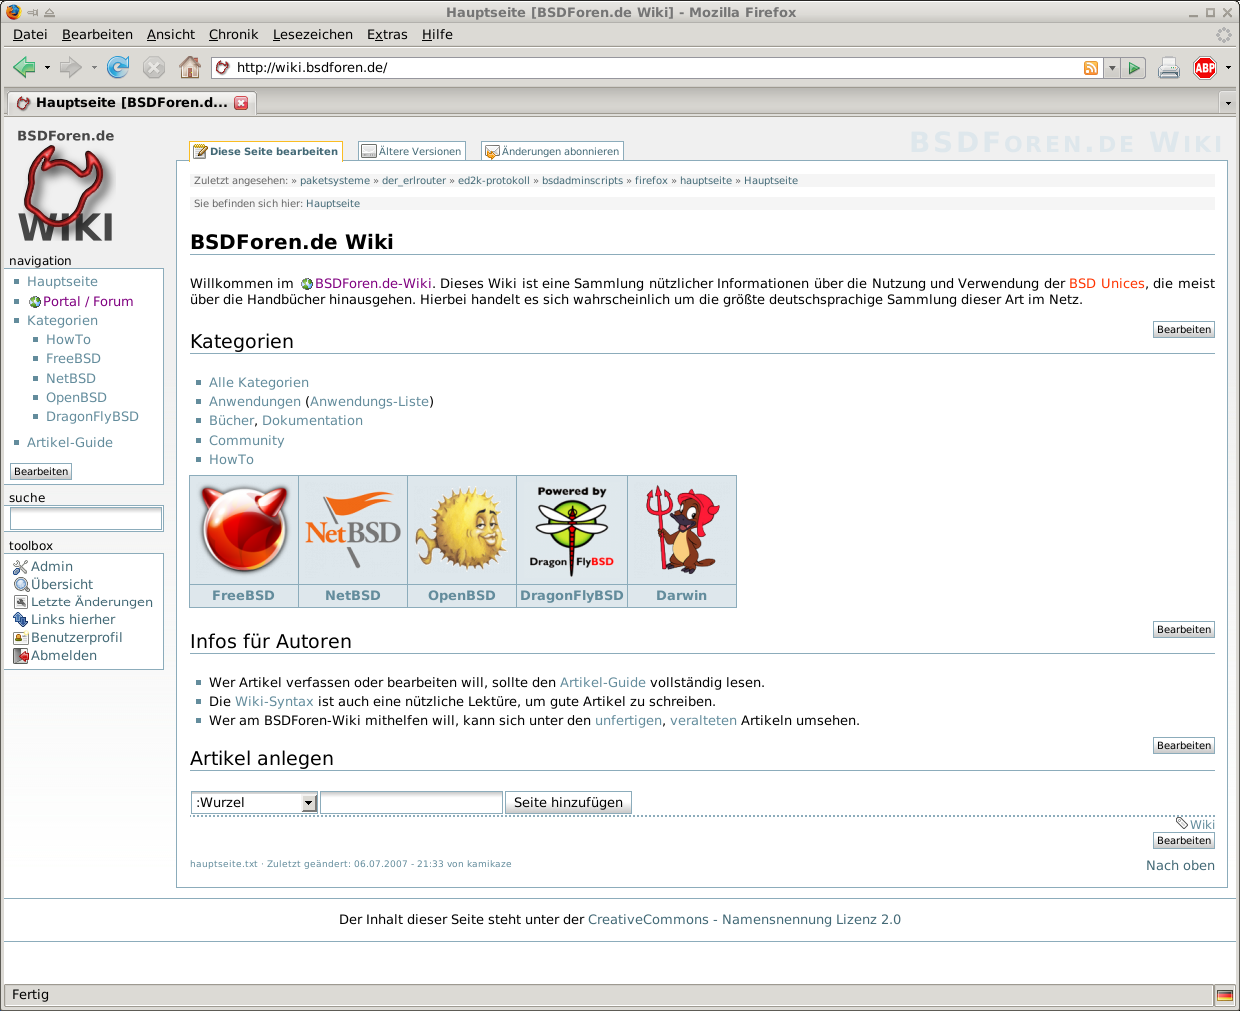 Hauptseite [BSDForen.de Wiki] - Mozilla Firefox
Datei Bearbeiten Ansicht Chronik Lesezeichen Extras Hilfe
http://wiki.bsdforen.de/
ABP
Hauptseite [BSDForen.d...
BSDForen.de
WIKI
BSDForen.de Wiki
Diese Seite bearbeiten Ältere Versionen Änderungen abonnieren
Zuletzt angesehen: » paketsysteme » der_erlrouter » ed2k-protokoll » bsdadminscripts » firefox » hauptseite » Hauptseite
Sie befinden sich hier: Hauptseite
navigation
Hauptseite
Portal / Forum
Kategorien
HowTo
FreeBSD
NetBSD
OpenBSD
DragonFlyBSD
Artikel-Guide
Bearbeiten
suche
toolbox
Admin
Übersicht
Letzte Änderungen
Links hierher
Benutzerprofil
Abmelden
BSDForen.de Wiki
Willkommen im BSDForen.de-Wiki. Dieses Wiki ist eine Sammlung nützlicher Informationen über die Nutzung und Verwendung der BSD Unices, die meist
über die Handbücher hinausgehen. Hierbei handelt es sich wahrscheinlich um die größte deutschsprachige Sammlung dieser Art im Netz.
Bearbeiten
Kategorien
Alle Kategorien
Anwendungen (Anwendungs-Liste)
Bücher, Dokumentation
Community
HowTo
NetBSD
Powered by
DragonFlyBSD
FreeBSD NetBSD OpenBSD DragonFlyBSD Darwin
Bearbeiten
Infos für Autoren
Wer Artikel verfassen oder bearbeiten will, sollte den Artikel-Guide vollständig lesen.
Die Wiki-Syntax ist auch eine nützliche Lektüre, um gute Artikel zu schreiben.
Wer am BSDForen-Wiki mithelfen will, kann sich unter den unfertigen, veralteten Artikeln umsehen.
Bearbeiten
Artikel anlegen
:Wurzel Seite hinzufügen
Wiki
Bearbeiten
hauptseite.txt · Zuletzt geändert: 06.07.2007 - 21:33 von kamikaze
Nach oben
Der Inhalt dieser Seite steht unter der CreativeCommons - Namensnennung Lizenz 2.0
Fertig